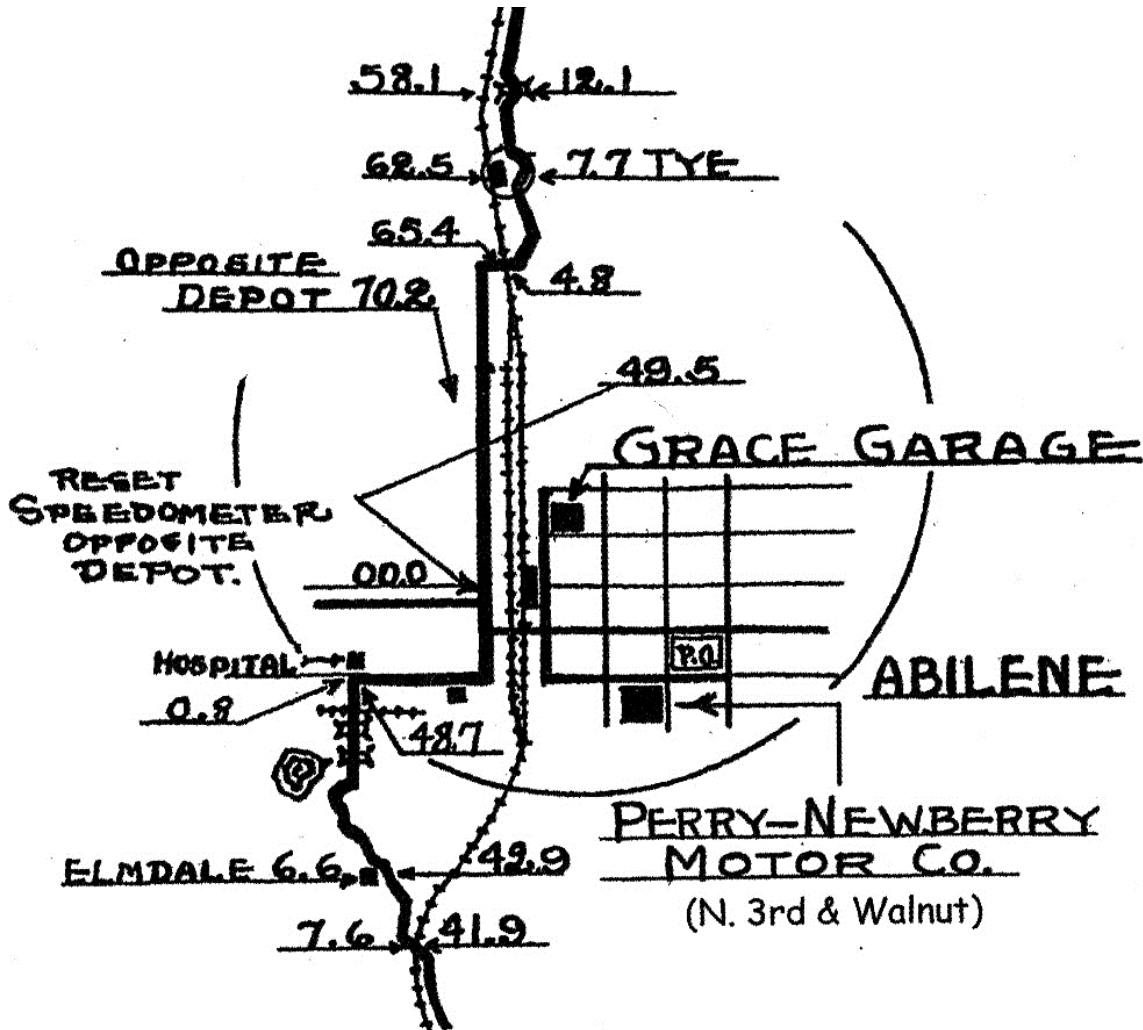 58.1
12.1
62.5
7.7 TYE
65.4
OPPOSITE
DEPOT 70.2
4.8
49.5
GRACE GARAGE
RESET
SPEEDOMETER
OPPOSITE
DEPOT.
00.0
HOSPITAL
P.O
ABILENE
0.8
48.7
PERRY-NEWBERRY
MOTOR CO.
(N. 3rd & Walnut)
ELMDALE 6.6
42.9
7.6
41.9